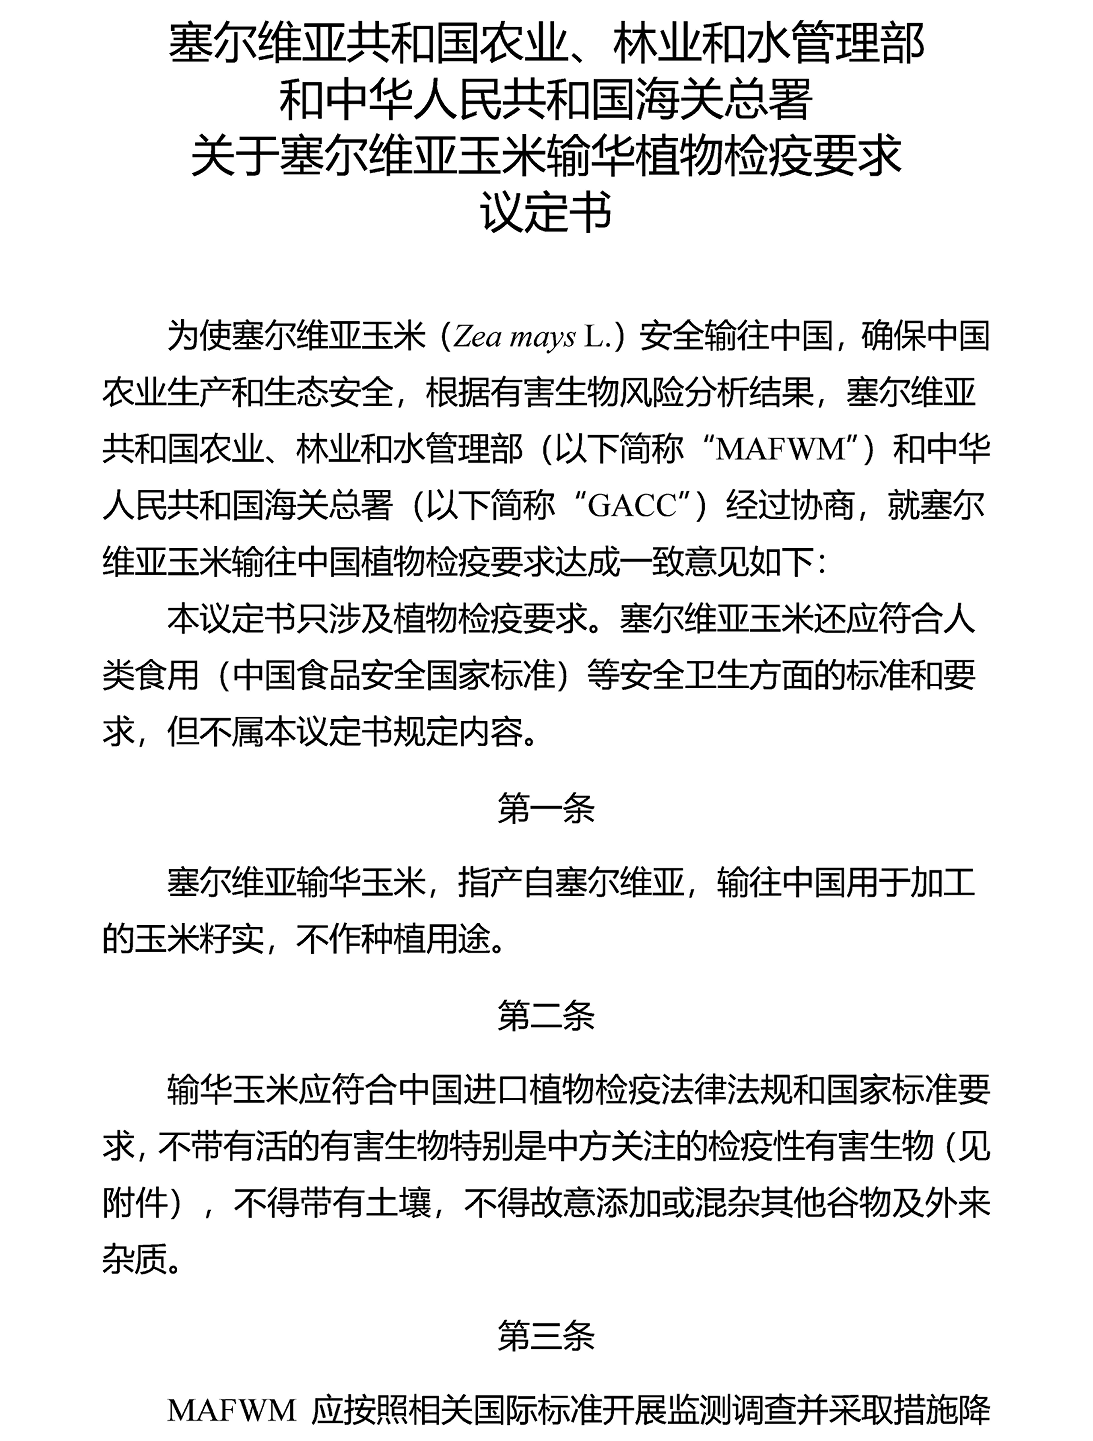 塞尔维亚共和国农业、林业和水管理部
和中华人民共和国海关总署
关于塞尔维亚玉米输华植物检疫要求
议定书
为使塞尔维亚玉米（Zea mays L.）安全输往中国，确保中国
农业生产和生态安全，根据有害生物风险分析结果，塞尔维亚
共和国农业、林业和水管理部（以下简称“MAFWM”）和中华
人民共和国海关总署（以下简称“GACC”）经过协商，就塞尔
维亚玉米输往中国植物检疫要求达成一致意见如下：
本议定书只涉及植物检疫要求。塞尔维亚玉米还应符合人
类食用（中国食品安全国家标准）等安全卫生方面的标准和要
求，但不属本议定书规定内容。
第一条
塞尔维亚输华玉米，指产自塞尔维亚，输往中国用于加工
的玉米籽实，不作种植用途。
第二条
输华玉米应符合中国进口植物检疫法律法规和国家标准要
求，不带有活的有害生物特别是中方关注的检疫性有害生物（见
附件），不得带有土壤，不得故意添加或混杂其他谷物及外来
杂质。
第三条
MAFWM 应按照相关国际标准开展监测调查并采取措施降